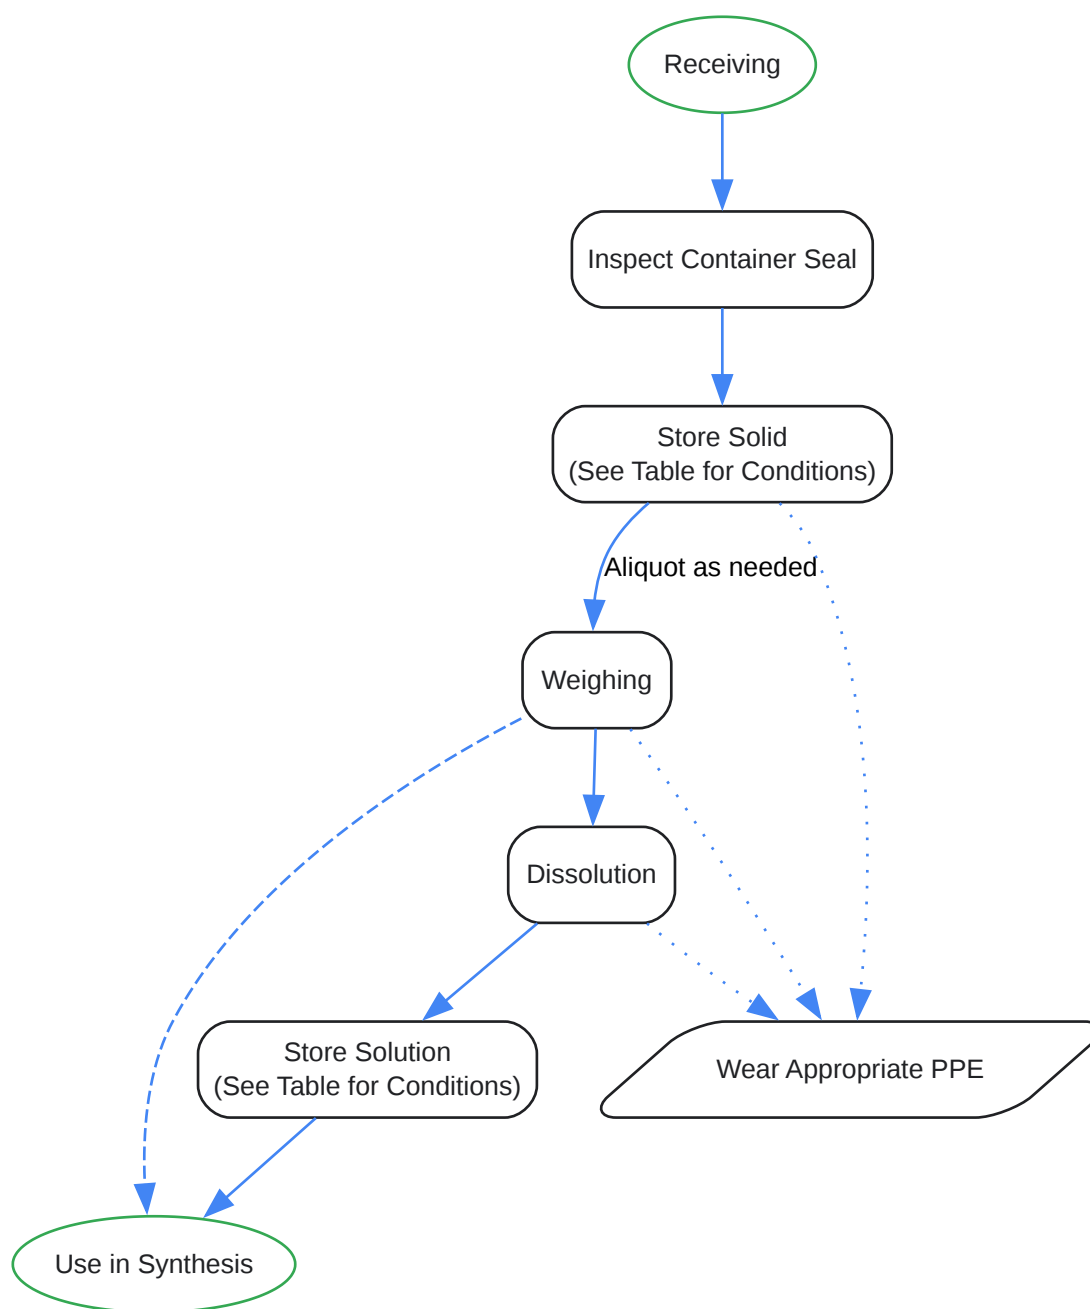 Receiving
Inspect Container Seal
Store Solid
(See Table for Conditions)
Aliquot as needed
Weighing
Dissolution
Store Solution
(See Table for Conditions)
Wear Appropriate PPE
Use in Synthesis